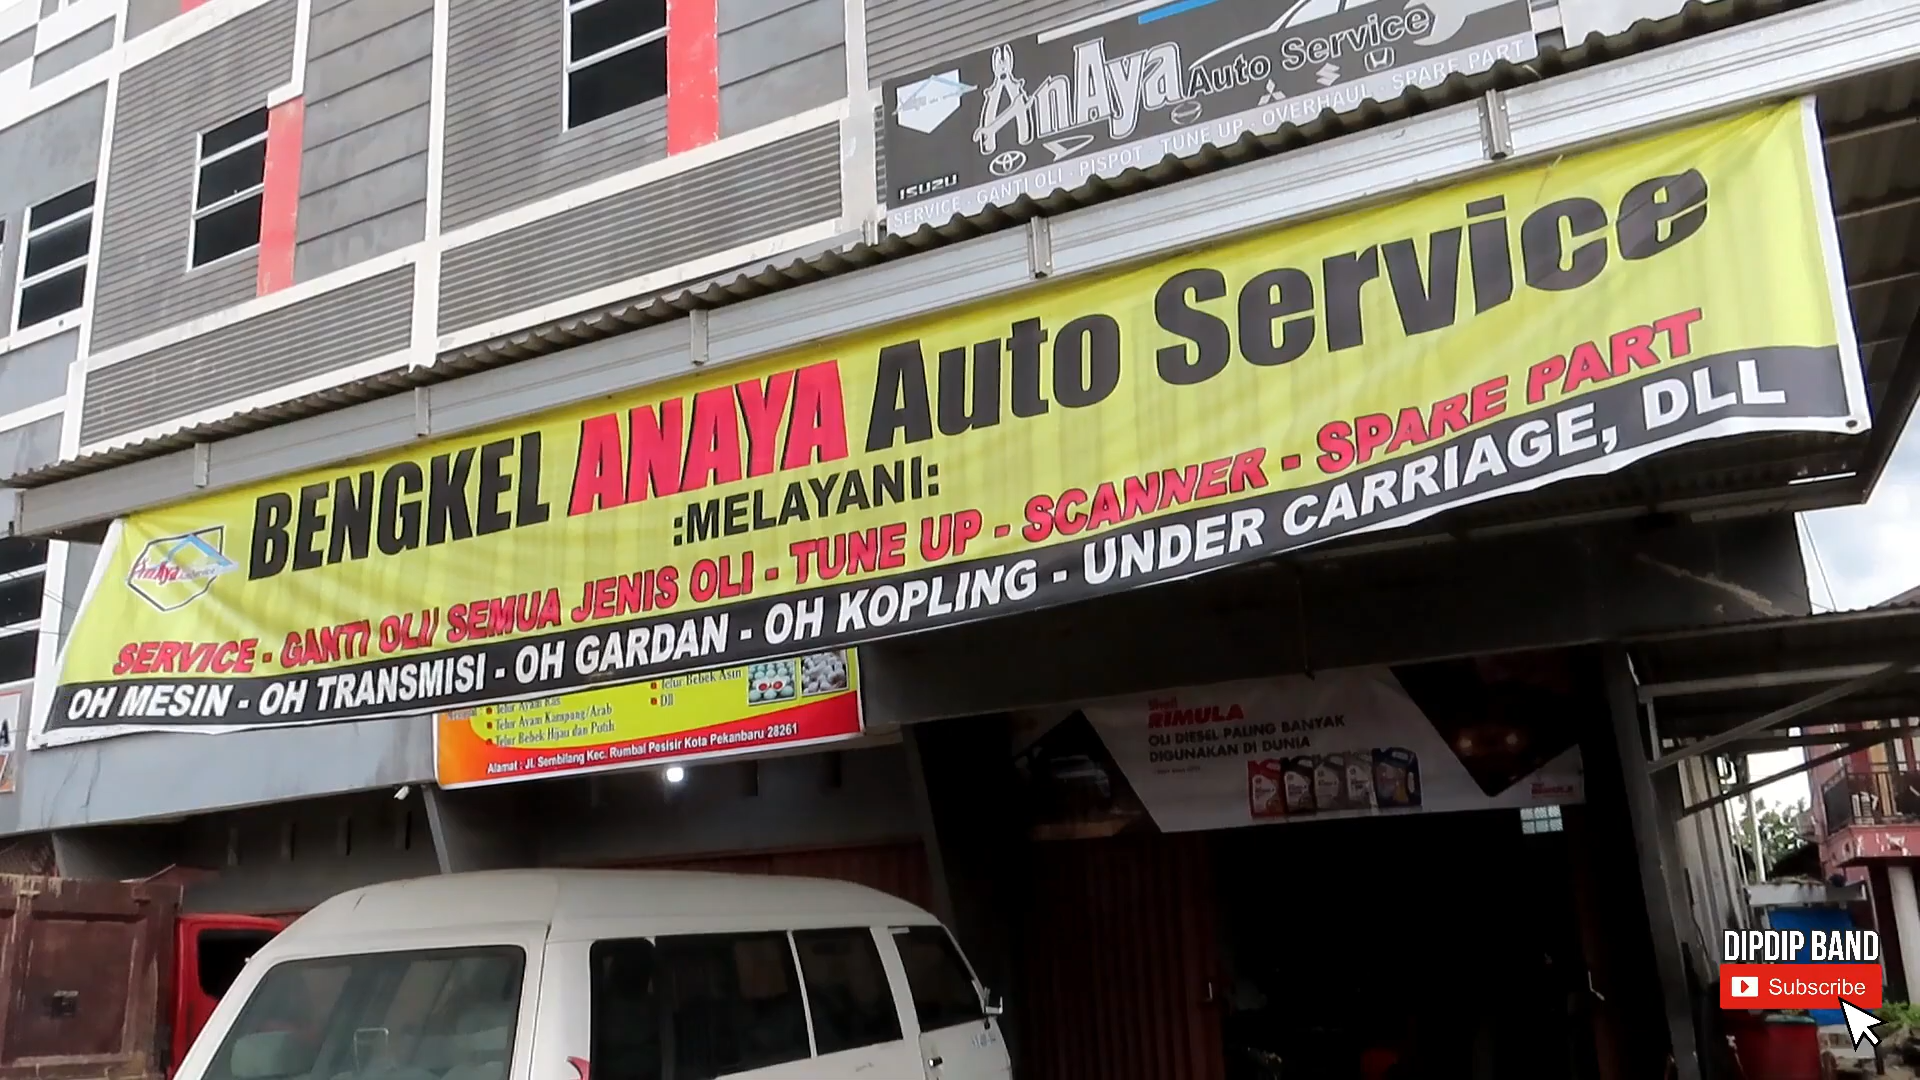 AnAya Auto Service
ISUZU
SERVICE · GANTI OLI · PISPOT · TUNE UP · OVERHAUL · SPARE PART
BENGKEL ANAYA Auto Service
:MELAYANI:
AnAya
SERVICE - GANTI OLI/ SEMUA JENIS OLI - TUNE UP - SCANNER - SPARE PART
OH MESIN - OH TRANSMISI - OH GARDAN - OH KOPLING - UNDER CARRIAGE, DLL
Telur Ayam Ras
Telur Ayam Kampung/Arab
Telur Bebek Hijau dan Putih
Telur Bebek Asin
Dll
Alamat : Jl. Sembilang Kec. Rumbai Pesisir Kota Pekanbaru 28261
Shell
RIMULA
OLI DIESEL PALING BANYAK
DIGUNAKAN DI DUNIA
DIPDIP BAND
Subscribe